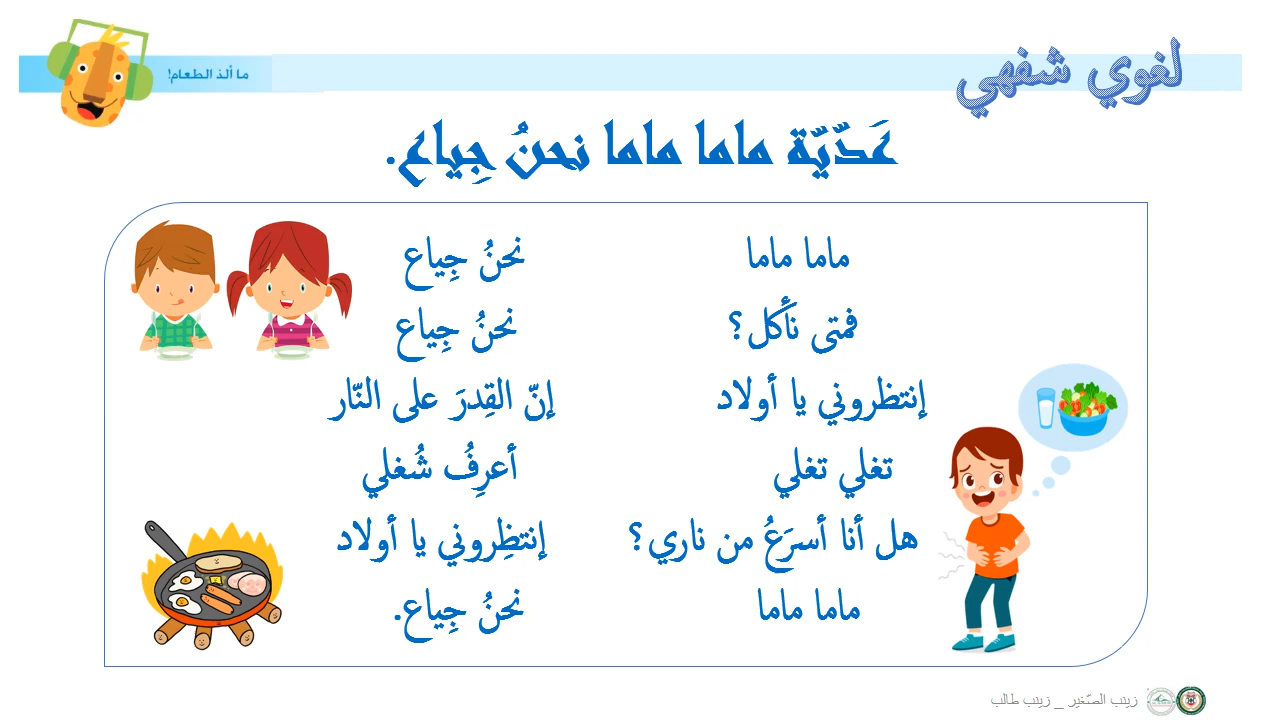 لغوي شفهي
ما ألذ الطعام!
عَدّيّة ماما ماما نحنُ جِياع.
ماما ماما نحنُ جِياع
فمتى نأكل؟ نحنُ جِياع
إنتظروني يا أولاد إنّ القِدرَ على النّار
تغلي تغلي أعرِفُ شُغلي
هل أنا أسرَعُ من ناري؟ إنتظِروني يا أولاد
ماما ماما نحنُ جِياع.
زينب الصّغير _ زينب طالب